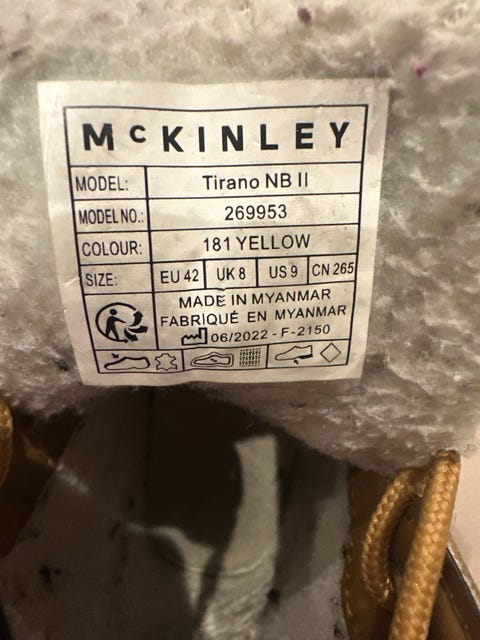 McKINLEY
MODEL: Tirano NB II
MODEL NO.: 269953
COLOUR: 181 YELLOW
SIZE: EU 42 UK 8 US 9 CN 265
MADE IN MYANMAR
FABRIQUÉ EN MYANMAR
06/2022 - F-2150